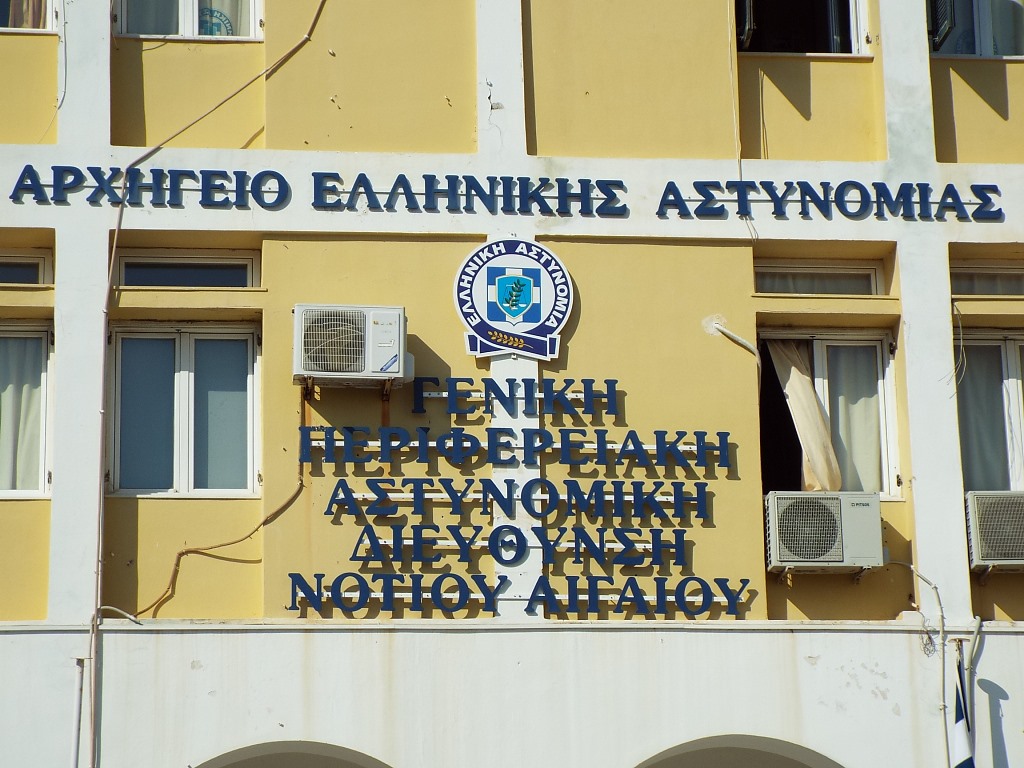 ΑΡΧΗΓΕΙΟ ΕΛΛΗΝΙΚΗΣ ΑΣΤΥΝΟΜΙΑΣ
ΕΛΛΗΝΙΚΗ ΑΣΤΥΝΟΜΙΑ
ΓΕΝΙΚΗ
ΠΕΡΙΦΕΡΕΙΑΚΗ
ΑΣΤΥΝΟΜΙΚΗ
ΔΙΕΥΘΥΝΣΗ
ΝΟΤΙΟΥ ΑΙΓΑΙΟΥ